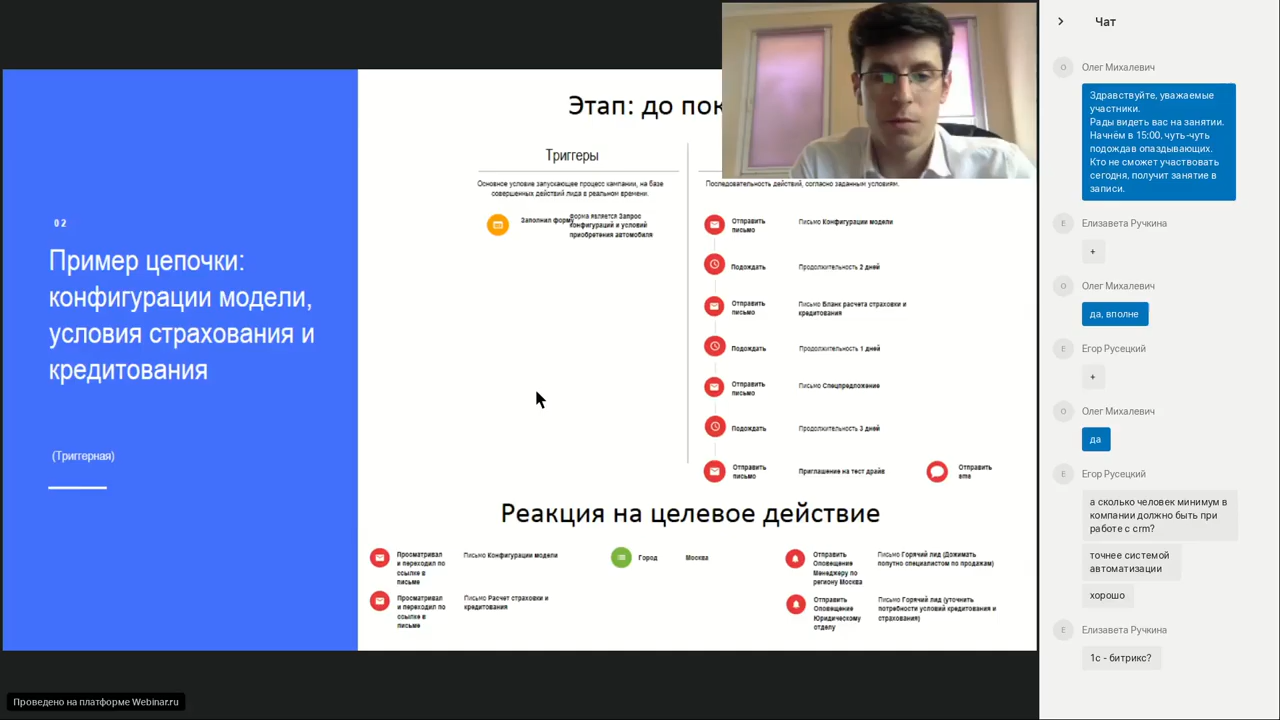 Этап: до пок
Триггеры
Основное условие запускающее процесс кампании, на базе
совершенных действий лида в реальном времени.
Последовательность действий, согласно заданным условиям.
Заполнил форму
Форма является Запрос
конфигураций и условий
приобретения автомобиля
Отправить
письмо
Письмо Конфигурации модели
Подождать
Продолжительность 2 дней
Отправить
письмо
Письмо Бланк расчета страховки и
кредитования
Подождать
Продолжительность 1 дней
Отправить
письмо
Письмо Спецпредложение
Подождать
Продолжительность 3 дней
Отправить
письмо
Приглашение на тест драйв
Отправить
sms
02
Пример цепочки:
конфигурации модели,
условия страхования и
кредитования
(Триггерная)
Реакция на целевое действие
Просматривал
и переходил по
ссылке в
письме
Письмо Конфигурации модели
Город
Москва
Отправить
Оповещение
Менеджеру по
региону Москва
Письмо Горячий лид (Дожимать
попутно специалистом по продажам)
Просматривал
и переходил по
ссылке в
письме
Письмо Расчет страховки и
кредитования
Отправить
Оповещение
Юридическому
отделу
Письмо Горячий лид (уточнить
потребности условий кредитования и
страхования)
Проведено на платформе Webinar.ru
Чат
О
Олег Михалевич
Здравствуйте, уважаемые
участники.
Рады видеть вас на занятии.
Начнём в 15:00, чуть-чуть
подождав опаздывающих.
Кто не сможет участвовать
сегодня, получит занятие в
записи.
Е
Елизавета Ручкина
+
О
Олег Михалевич
да, вполне
Е
Егор Русецкий
+
О
Олег Михалевич
да
Е
Егор Русецкий
а сколько человек минимум в
компании должно быть при
работе с crm?
точнее системой
автоматизации
хорошо
Е
Елизавета Ручкина
1с - битрикс?